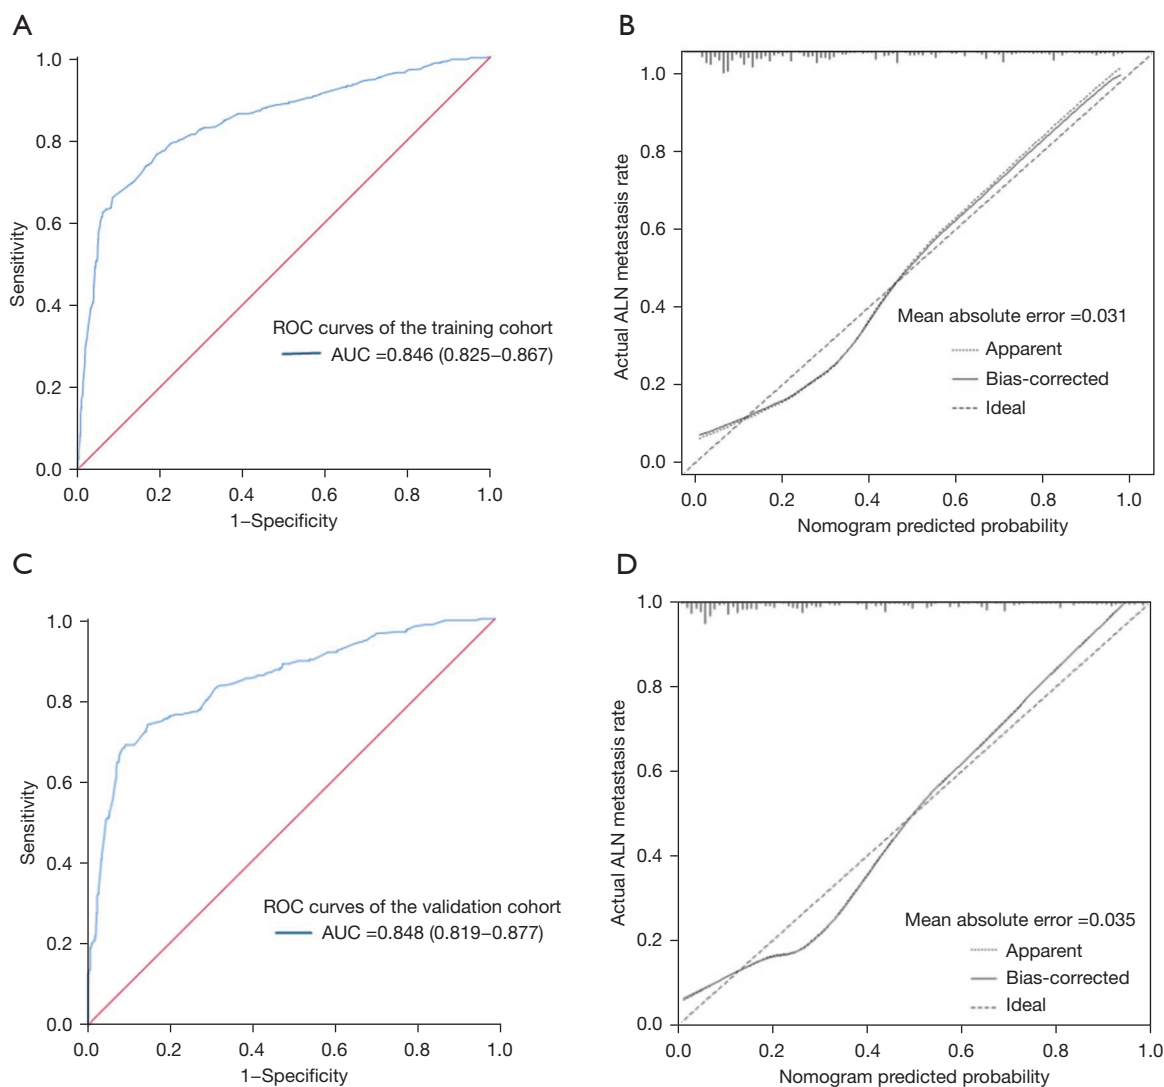 A
1.0
0.8
0.6
0.4
0.2
0.0
Sensitivity
ROC curves of the training cohort
AUC =0.846 (0.825–0.867)
0.0 0.2 0.4 0.6 0.8 1.0
1–Specificity
B
1.0
0.8
0.6
0.4
0.2
0.0
Actual ALN metastasis rate
Mean absolute error =0.031
Apparent
Bias-corrected
Ideal
0.0 0.2 0.4 0.6 0.8 1.0
Nomogram predicted probability
C
1.0
0.8
0.6
0.4
0.2
0.0
Sensitivity
ROC curves of the validation cohort
AUC =0.848 (0.819–0.877)
0.0 0.2 0.4 0.6 0.8 1.0
1–Specificity
D
1.0
0.8
0.6
0.4
0.2
0.0
Actual ALN metastasis rate
Mean absolute error =0.035
Apparent
Bias-corrected
Ideal
0.0 0.2 0.4 0.6 0.8 1.0
Nomogram predicted probability